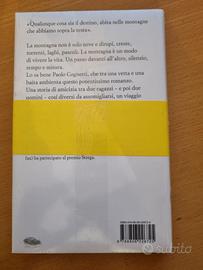 «Qualunque cosa sia il destino, abita nelle montagne
che abbiamo sopra la testa».
La montagna non è solo neve e dirupi, creste,
torrenti, laghi, pascoli. La montagna è un modo
di vivere la vita. Un passo davanti all'altro, silenzio,
tempo e misura.
Lo sa bene Paolo Cognetti, che tra una vetta e una
baita ambienta questo potentissimo romanzo.
Una storia di amicizia tra due ragazzi – e poi due
uomini – così diversi da assomigliarsi, un viaggio
ha partecipato al premio Strega.
subito